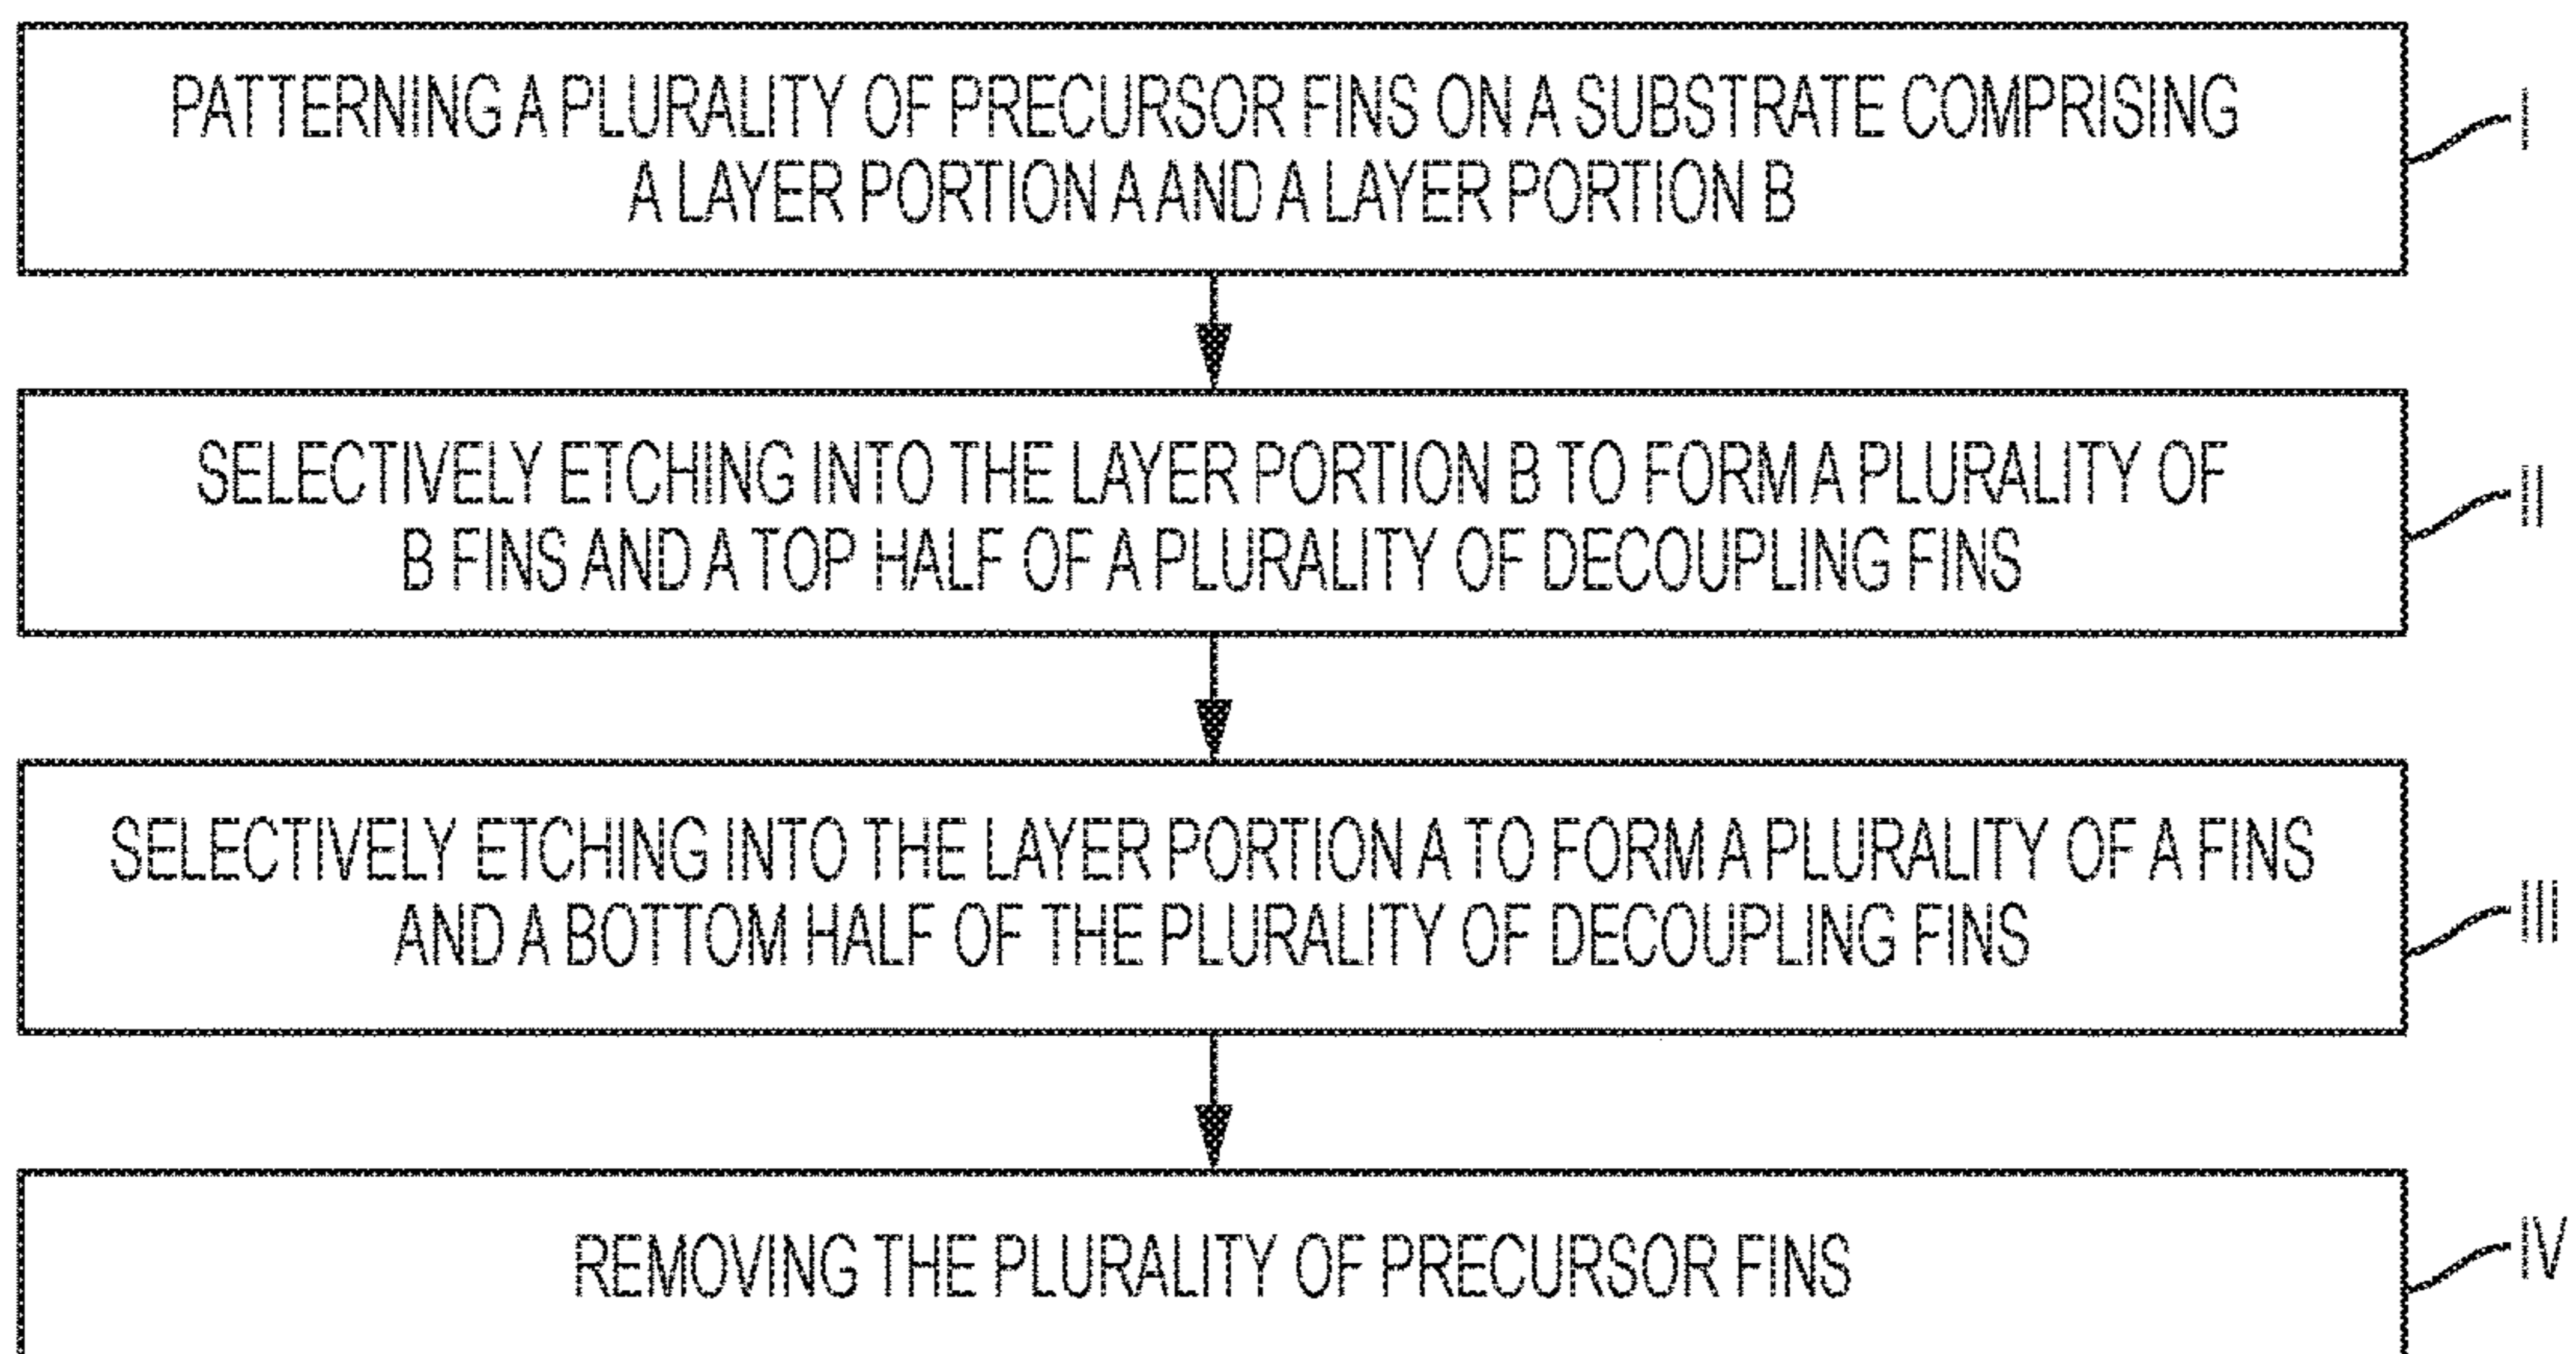 PATTERNING A PLURALITY OF PRECURSOR FINS ON A SUBSTRATE COMPRISING
A LAYER PORTION A AND A LAYER PORTION B
I
SELECTIVELY ETCHING INTO THE LAYER PORTION B TO FORM A PLURALITY OF
B FINS AND A TOP HALF OF A PLURALITY OF DECOUPLING FINS
II
SELECTIVELY ETCHING INTO THE LAYER PORTION A TO FORM A PLURALITY OF A FINS
AND A BOTTOM HALF OF THE PLURALITY OF DECOUPLING FINS
III
REMOVING THE PLURALITY OF PRECURSOR FINS
IV